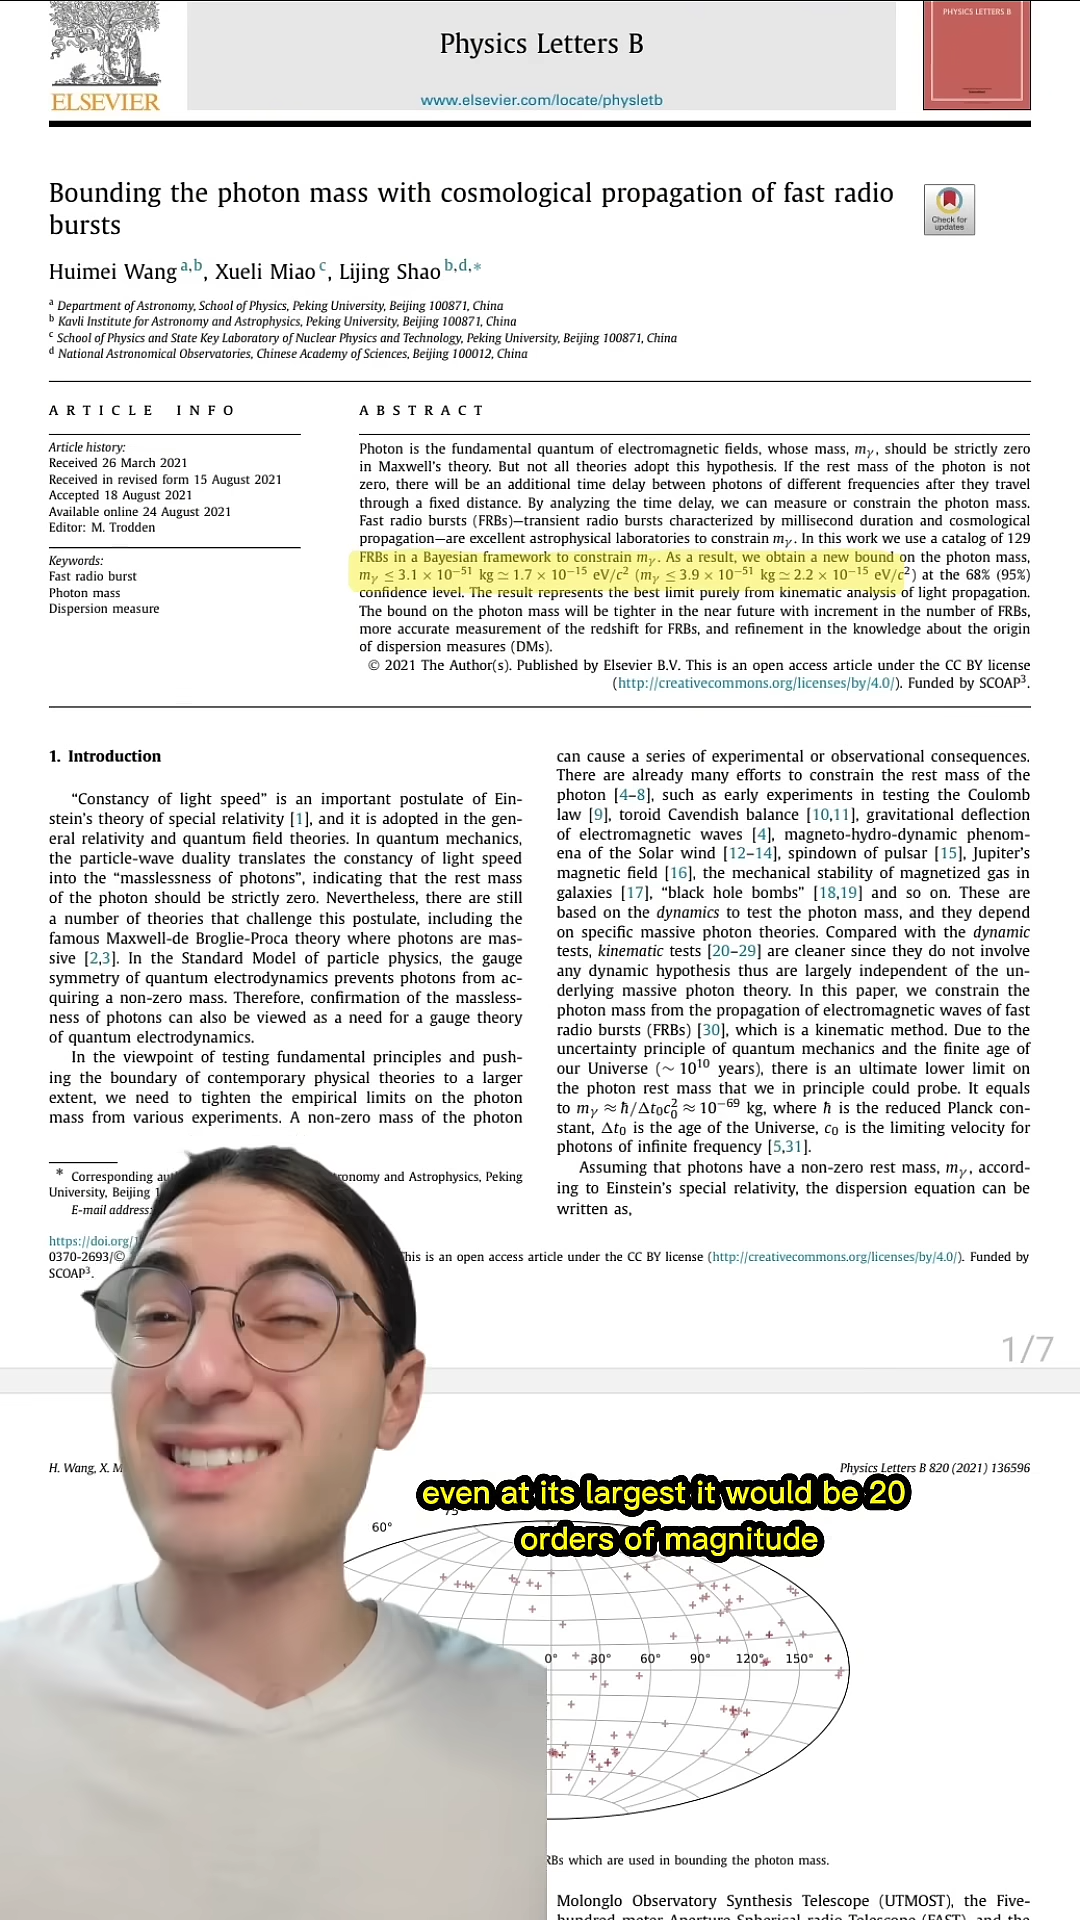 Physics Letters B
PHYSICS LETTERS B
www.elsevier.com/locate/physletb
ELSEVIER
Bounding the photon mass with cosmological propagation of fast radio
bursts
Check for
updates
Huimei Wang a,b, Xueli Miao c, Lijing Shao b,d,*
a Department of Astronomy, School of Physics, Peking University, Beijing 100871, China
b Kavli Institute for Astronomy and Astrophysics, Peking University, Beijing 100871, China
c School of Physics and State Key Laboratory of Nuclear Physics and Technology, Peking University, Beijing 100871, China
d National Astronomical Observatories, Chinese Academy of Sciences, Beijing 100012, China
ARTICLE INFO
Article history:
Received 26 March 2021
Received in revised form 15 August 2021
Accepted 18 August 2021
Available online 24 August 2021
Editor: M. Trodden
Keywords:
Fast radio burst
Photon mass
Dispersion measure
ABSTRACT
Photon is the fundamental quantum of electromagnetic fields, whose mass, mγ, should be strictly zero
in Maxwell's theory. But not all theories adopt this hypothesis. If the rest mass of the photon is not
zero, there will be an additional time delay between photons of different frequencies after they travel
through a fixed distance. By analyzing the time delay, we can measure or constrain the photon mass.
Fast radio bursts (FRBs)—transient radio bursts characterized by millisecond duration and cosmological
propagation—are excellent astrophysical laboratories to constrain mγ. In this work we use a catalog of 129
FRBs in a Bayesian framework to constrain mγ. As a result, we obtain a new bound on the photon mass,
mγ ≤ 3.1 × 10⁻⁵¹ kg ≃ 1.7 × 10⁻¹⁵ eV/c² (mγ ≤ 3.9 × 10⁻⁵¹ kg ≃ 2.2 × 10⁻¹⁵ eV/c²) at the 68% (95%)
confidence level. The result represents the best limit purely from kinematic analysis of light propagation.
The bound on the photon mass will be tighter in the near future with increment in the number of FRBs,
more accurate measurement of the redshift for FRBs, and refinement in the knowledge about the origin
of dispersion measures (DMs).
© 2021 The Author(s). Published by Elsevier B.V. This is an open access article under the CC BY license
(http://creativecommons.org/licenses/by/4.0/). Funded by SCOAP³.
1. Introduction
“Constancy of light speed” is an important postulate of Ein-
stein's theory of special relativity [1], and it is adopted in the gen-
eral relativity and quantum field theories. In quantum mechanics,
the particle-wave duality translates the constancy of light speed
into the “masslessness of photons”, indicating that the rest mass
of the photon should be strictly zero. Nevertheless, there are still
a number of theories that challenge this postulate, including the
famous Maxwell-de Broglie-Proca theory where photons are mas-
sive [2,3]. In the Standard Model of particle physics, the gauge
symmetry of quantum electrodynamics prevents photons from ac-
quiring a non-zero mass. Therefore, confirmation of the massless-
ness of photons can also be viewed as a need for a gauge theory
of quantum electrodynamics.
In the viewpoint of testing fundamental principles and push-
ing the boundary of contemporary physical theories to a larger
extent, we need to tighten the empirical limits on the photon
mass from various experiments. A non-zero mass of the photon
* Corresponding
ronomy and Astrophysics, Peking
University, Beijing
E-mail address:
can cause a series of experimental or observational consequences.
There are already many efforts to constrain the rest mass of the
photon [4–8], such as early experiments in testing the Coulomb
law [9], toroid Cavendish balance [10,11], gravitational deflection
of electromagnetic waves [4], magneto-hydro-dynamic phenom-
ena of the Solar wind [12–14], spindown of pulsar [15], Jupiter's
magnetic field [16], the mechanical stability of magnetized gas in
galaxies [17], “black hole bombs” [18,19] and so on. These are
based on the dynamics to test the photon mass, and they depend
on specific massive photon theories. Compared with the dynamic
tests, kinematic tests [20–29] are cleaner since they do not involve
any dynamic hypothesis thus are largely independent of the un-
derlying massive photon theory. In this paper, we constrain the
photon mass from the propagation of electromagnetic waves of fast
radio bursts (FRBs) [30], which is a kinematic method. Due to the
uncertainty principle of quantum mechanics and the finite age of
our Universe (∼ 10¹⁰ years), there is an ultimate lower limit on
the photon rest mass that we in principle could probe. It equals
to mγ ≈ ħ/Δt₀c₀² ≈ 10⁻⁶⁹ kg, where ħ is the reduced Planck con-
stant, Δt₀ is the age of the Universe, c₀ is the limiting velocity for
photons of infinite frequency [5,31].
Assuming that photons have a non-zero rest mass, mγ, accord-
ing to Einstein's special relativity, the dispersion equation can be
written as,
https://doi.org/
0370-2693/© This is an open access article under the CC BY license (http://creativecommons.org/licenses/by/4.0/). Funded by
SCOAP³.
1/7
H. Wang, X. M
Physics Letters B 820 (2021) 136596
even at its largest it would be 20
orders of magnitude
75°
60°
0° 30° 60° 90° 120° 150°
RBs which are used in bounding the photon mass.
Molonglo Observatory Synthesis Telescope (UTMOST), the Five-
hundred-meter Aperture Spherical radio Telescope (FAST), and the